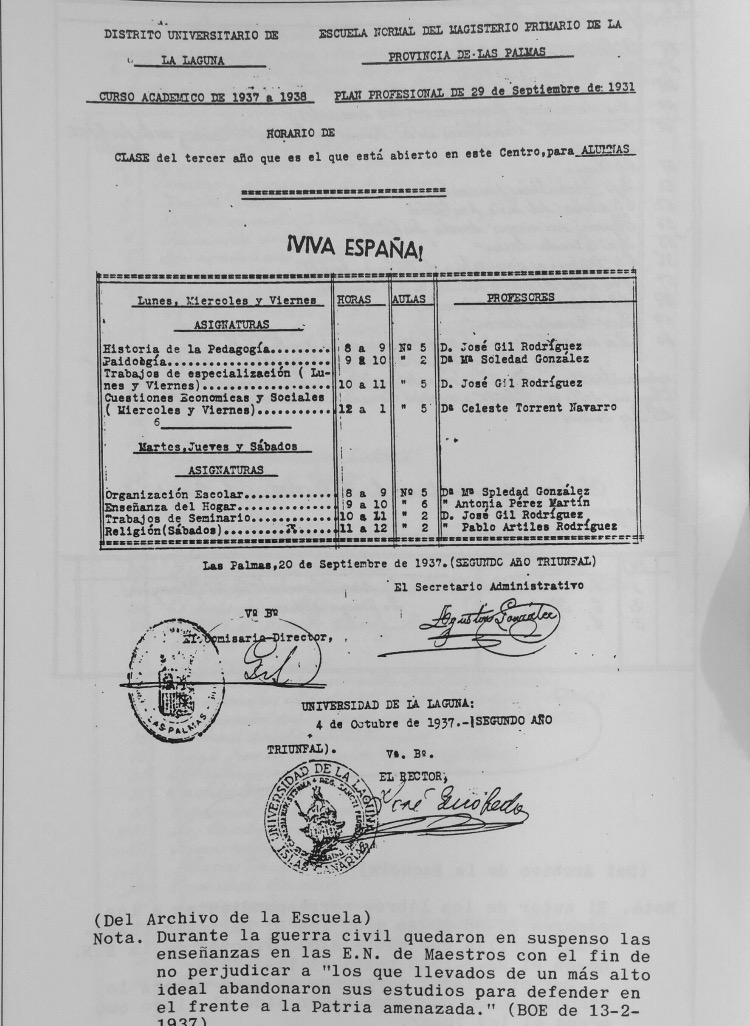 DISTRITO UNIVERSITARIO DE
LA LAGUNA
ESCUELA NORMAL DEL MAGISTERIO PRIMARIO DE LA
PROVINCIA DE LAS PALMAS
CURSO ACADEMICO DE 1937 a 1938
PLAN PROFESIONAL DE 29 de Septiembre de 1931
HORARIO DE
CLASE del tercer año que es el que está abierto en este Centro,para ALUMNAS
¡VIVA ESPAÑA!
Lunes, Miercoles y Viernes HORAS AULAS PROFESORES
ASIGNATURAS
Historia de la Pedagogía......... 8 a 9 Nº 5 D. José Gil Rodríguez
Paidología....................... 9 a 10 " 2 Dª Mª Soledad González
Trabajos de especialización ( Lu-
nes y Viernes)................... 10 a 11 " 5 D. José Gil Rodríguez
Cuestiones Economicas y Sociales
( Miercoles y Viernes)........... 12 a 1 " 5 Dª Celeste Torrent Navarro
6
Martes,Jueves y Sábados
ASIGNATURAS
Organización Escolar............. 8 a 9 Nº 5 Dª Mª Spledad González
Enseñanza del Hogar.............. 9 a 10 " 6 " Antonia Pérez Martín
Trabajos de Seminario............ 10 a 11 " 2 D. José Gil Rodríguez
Religión(Sábados)................ 11 a 12 " 2 " Pablo Artiles Rodríguez
Las Palmas,20 de Septiembre de 1937.(SEGUNDO AÑO TRIUNFAL)
El Secretario Administrativo
Agustín González
Vº Bº
El Comisario-Director,
Gil
LAS PALMAS
UNIVERSIDAD DE LA LAGUNA:
4 de Octubre de 1937.-(SEGUNDO AÑO
TRIUNFAL).
Vº. Bº.
EL RECTOR,
José
UNIVERSIDAD DE LA LAGUNA
ISLAS CANARIAS
(Del Archivo de la Escuela)
Nota. Durante la guerra civil quedaron en suspenso las
enseñanzas en las E.N. de Maestros con el fin de
no perjudicar a "los que llevados de un más alto
ideal abandonaron sus estudios para defender en
el frente a la Patria amenazada." (BOE de 13-2-
1937)